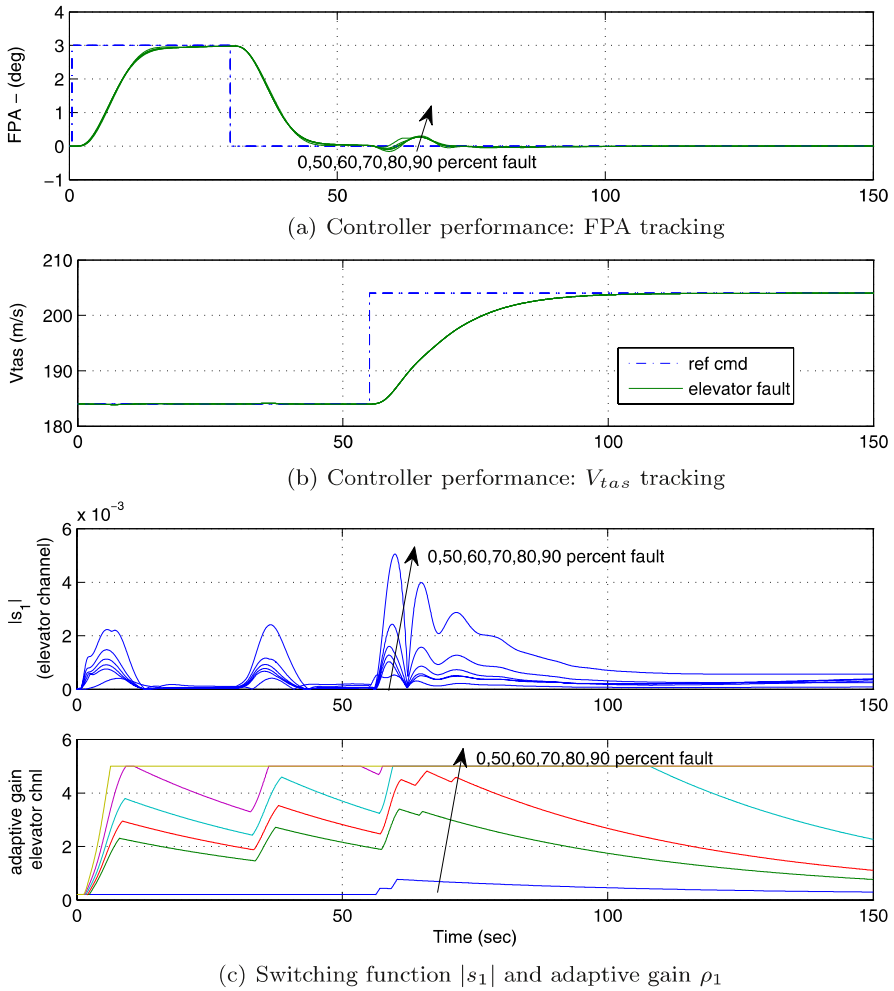 4
3
2
1
0
−1
FPA − (deg)
0,50,60,70,80,90 percent fault
0
50
100
150
(a) Controller performance: FPA tracking
210
200
190
180
Vtas (m/s)
ref cmd
elevator fault
0
50
100
150
(b) Controller performance: V_tas tracking
x 10^−3
6
4
2
0
|s_1|
(elevator channel)
0,50,60,70,80,90 percent fault
0
50
100
150
6
4
2
0
adaptive gain
elevator chnl
0,50,60,70,80,90 percent fault
0
50
100
150
Time (sec)
(c) Switching function |s_1| and adaptive gain ρ_1